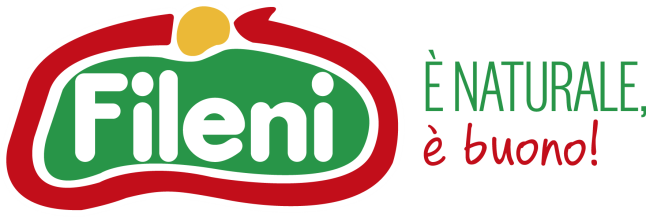 Fileni
È NATURALE,
è buono!